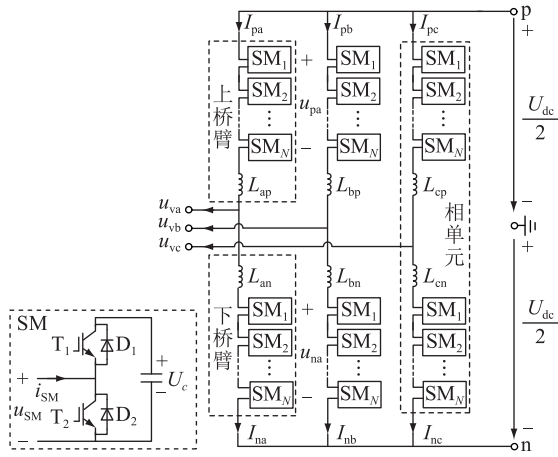 I_pa I_pb I_pc p
+
SM_1 + SM_1 SM_1
SM_2 SM_2 SM_2
上桥臂 u_pa
U_dc/2
SM_N − SM_N SM_N
L_ap L_bp L_cp
−
u_va
u_vb
u_vc
相单元
+
L_an L_bn L_cn
下桥臂
SM_1 + SM_1 SM_1
U_dc/2
SM_2 u_na SM_2 SM_2
SM_N − SM_N SM_N
−
I_na I_nb I_nc n
SM
T_1 D_1
+ U_c −
+ i_SM
u_SM
T_2 D_2
−